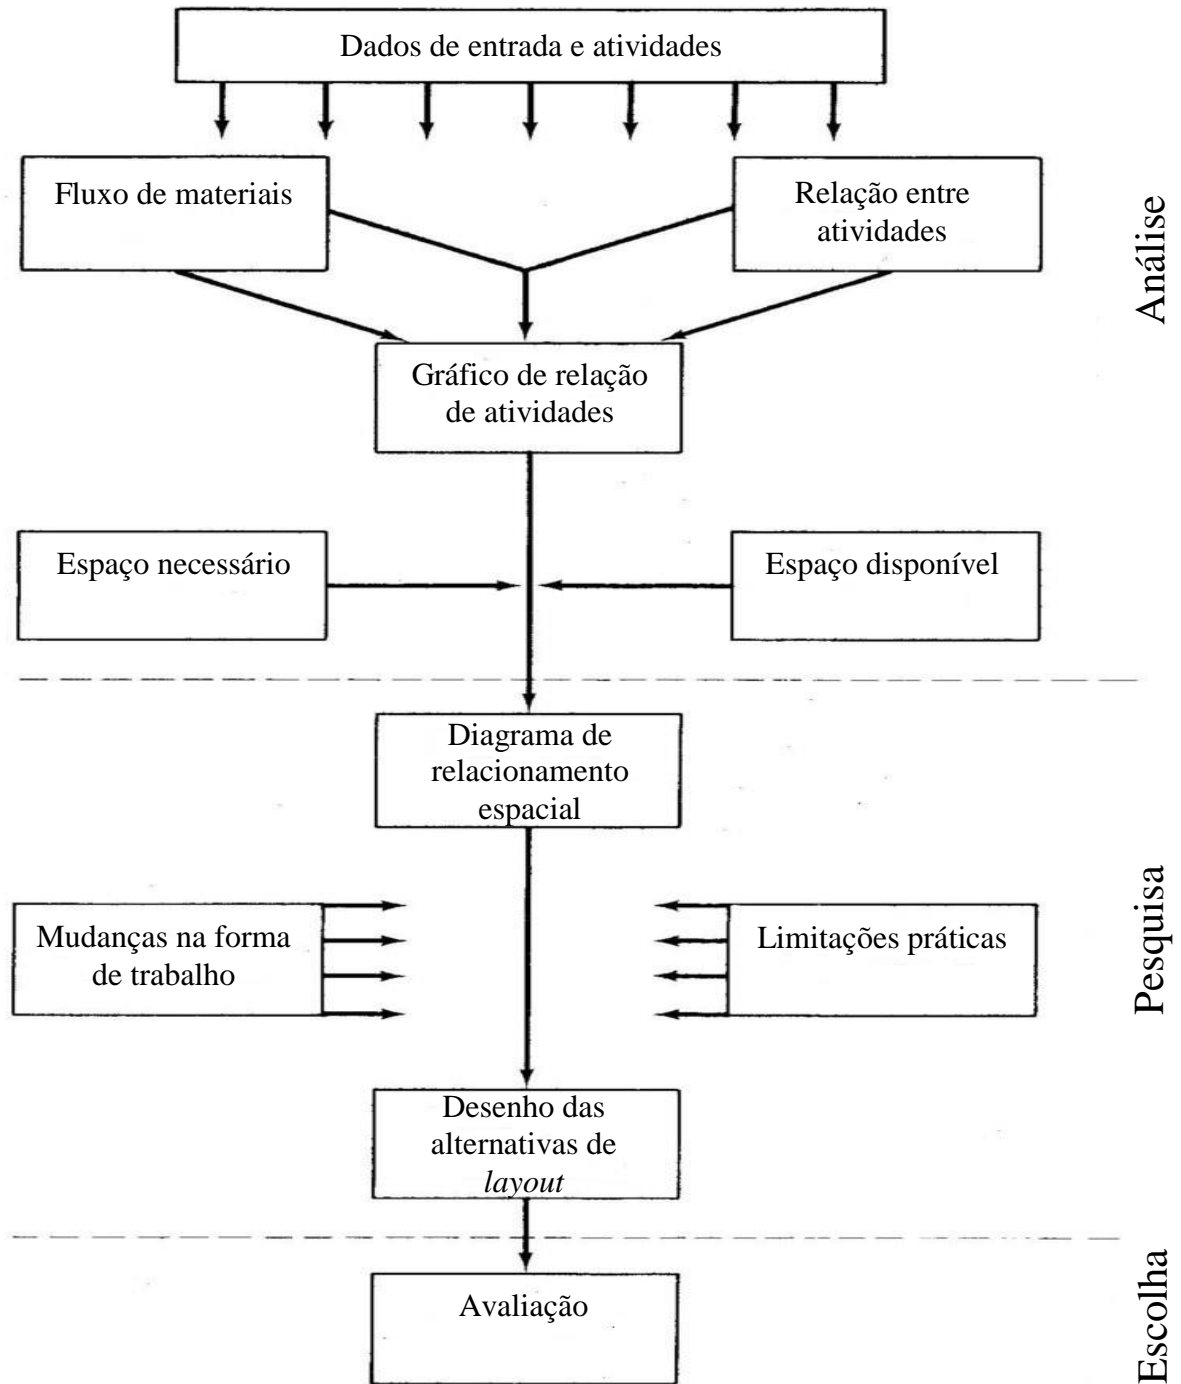 Dados de entrada e atividades
Fluxo de materiais
Relação entre
atividades
Análise
Gráfico de relação
de atividades
Espaço necessário
Espaço disponível
Diagrama de
relacionamento
espacial
Mudanças na forma
de trabalho
Limitações práticas
Pesquisa
Desenho das
alternativas de
layout
Avaliação
Escolha